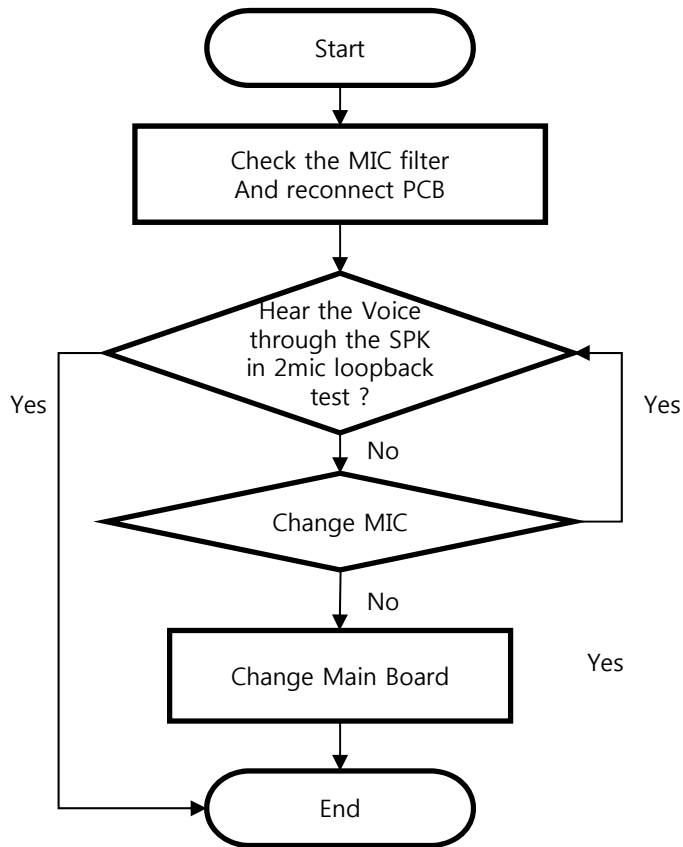 Start
Check the MIC filter
And reconnect PCB
Hear the Voice
through the SPK
in 2mic loopback
test ?
Yes
Yes
No
Change MIC
No
Change Main Board
Yes
End